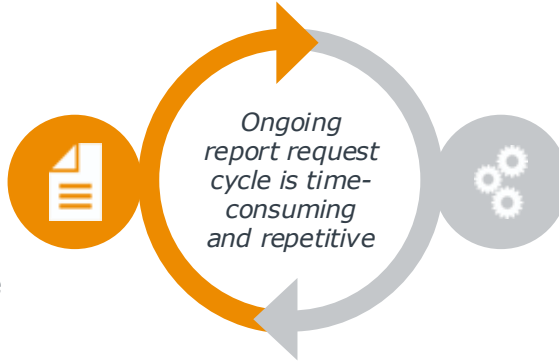 Ongoing
report request
cycle is time-
consuming
and repetitive